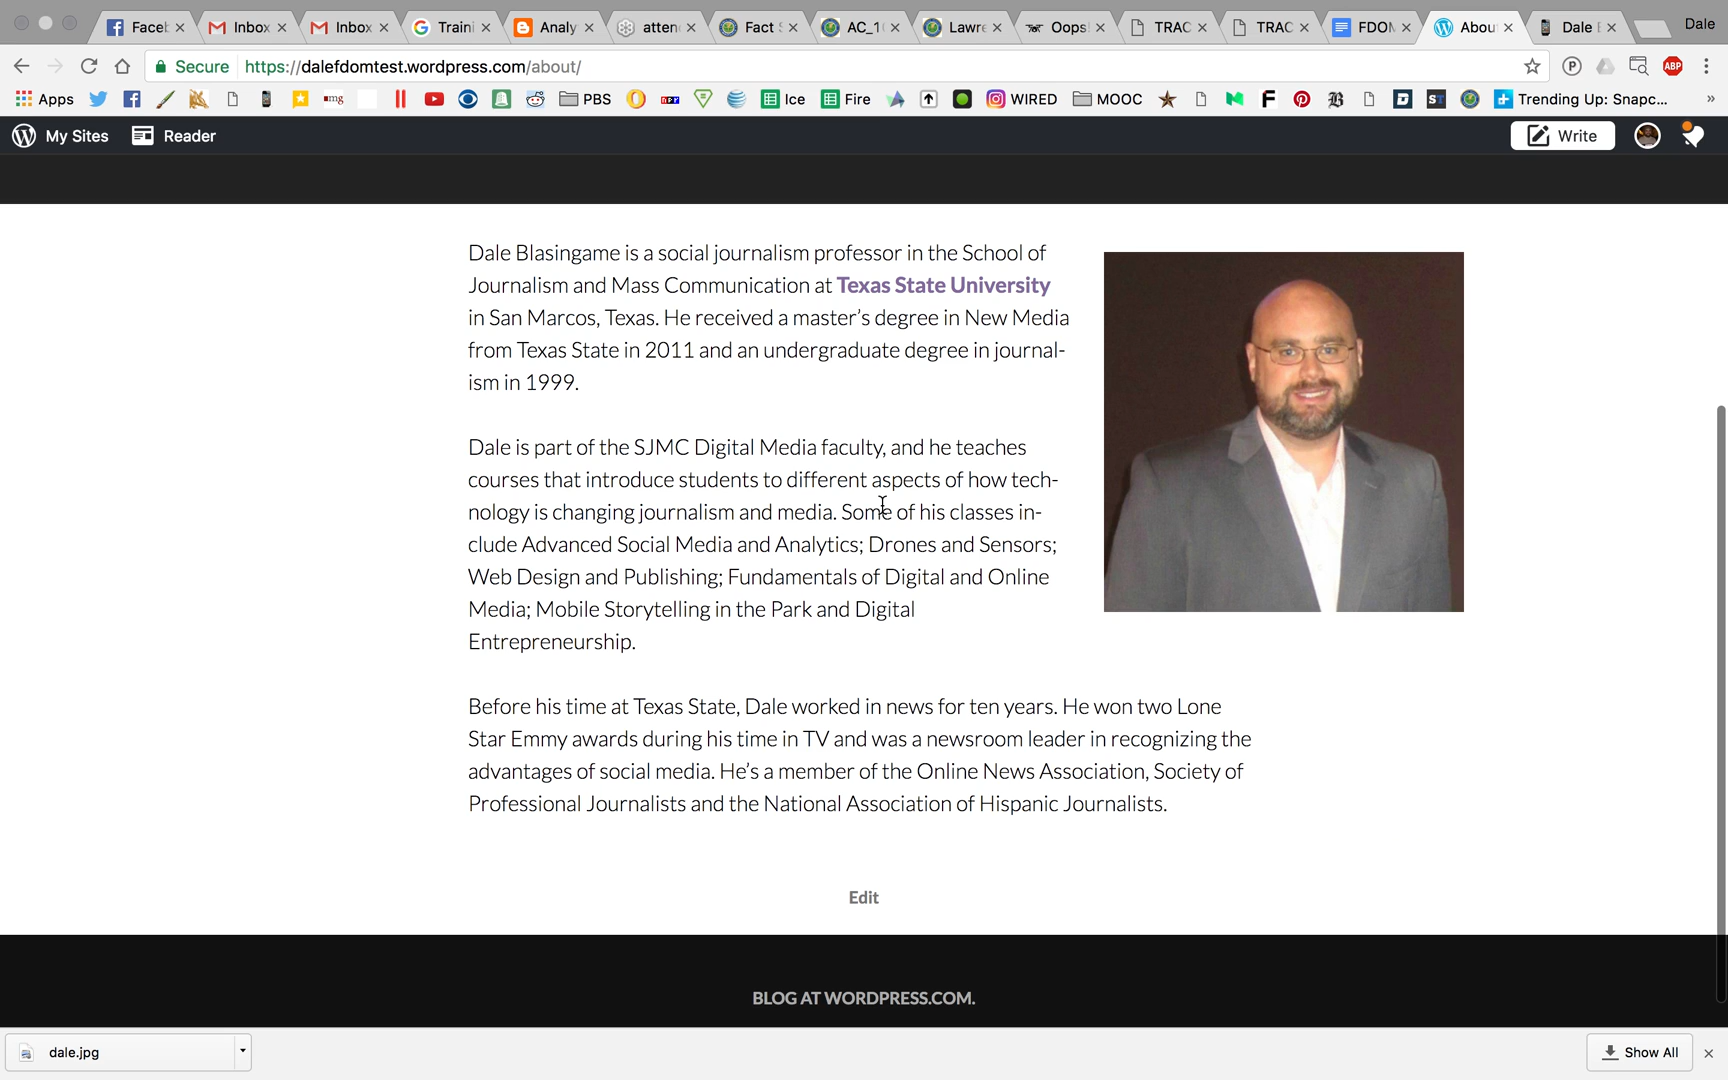 Faceb Inbox Inbox Traini Analy atten Fact S AC_1 Lawre Oops! TRAC TRAC FDOM Abou Dale B Dale
Secure https://dalefdomtest.wordpress.com/about/ P ABP
Apps mg PBS npr Ice Fire WIRED F MOOC D ST Trending Up: Snapc... »
My Sites Reader Write
Dale Blasingame is a social journalism professor in the School of
Journalism and Mass Communication at Texas State University
in San Marcos, Texas. He received a master's degree in New Media
from Texas State in 2011 and an undergraduate degree in journal-
ism in 1999.
Dale is part of the SJMC Digital Media faculty, and he teaches
courses that introduce students to different aspects of how tech-
nology is changing journalism and media. Some of his classes in-
clude Advanced Social Media and Analytics; Drones and Sensors;
Web Design and Publishing; Fundamentals of Digital and Online
Media; Mobile Storytelling in the Park and Digital
Entrepreneurship.
Before his time at Texas State, Dale worked in news for ten years. He won two Lone
Star Emmy awards during his time in TV and was a newsroom leader in recognizing the
advantages of social media. He's a member of the Online News Association, Society of
Professional Journalists and the National Association of Hispanic Journalists.
Edit
BLOG AT WORDPRESS.COM.
dale.jpg Show All